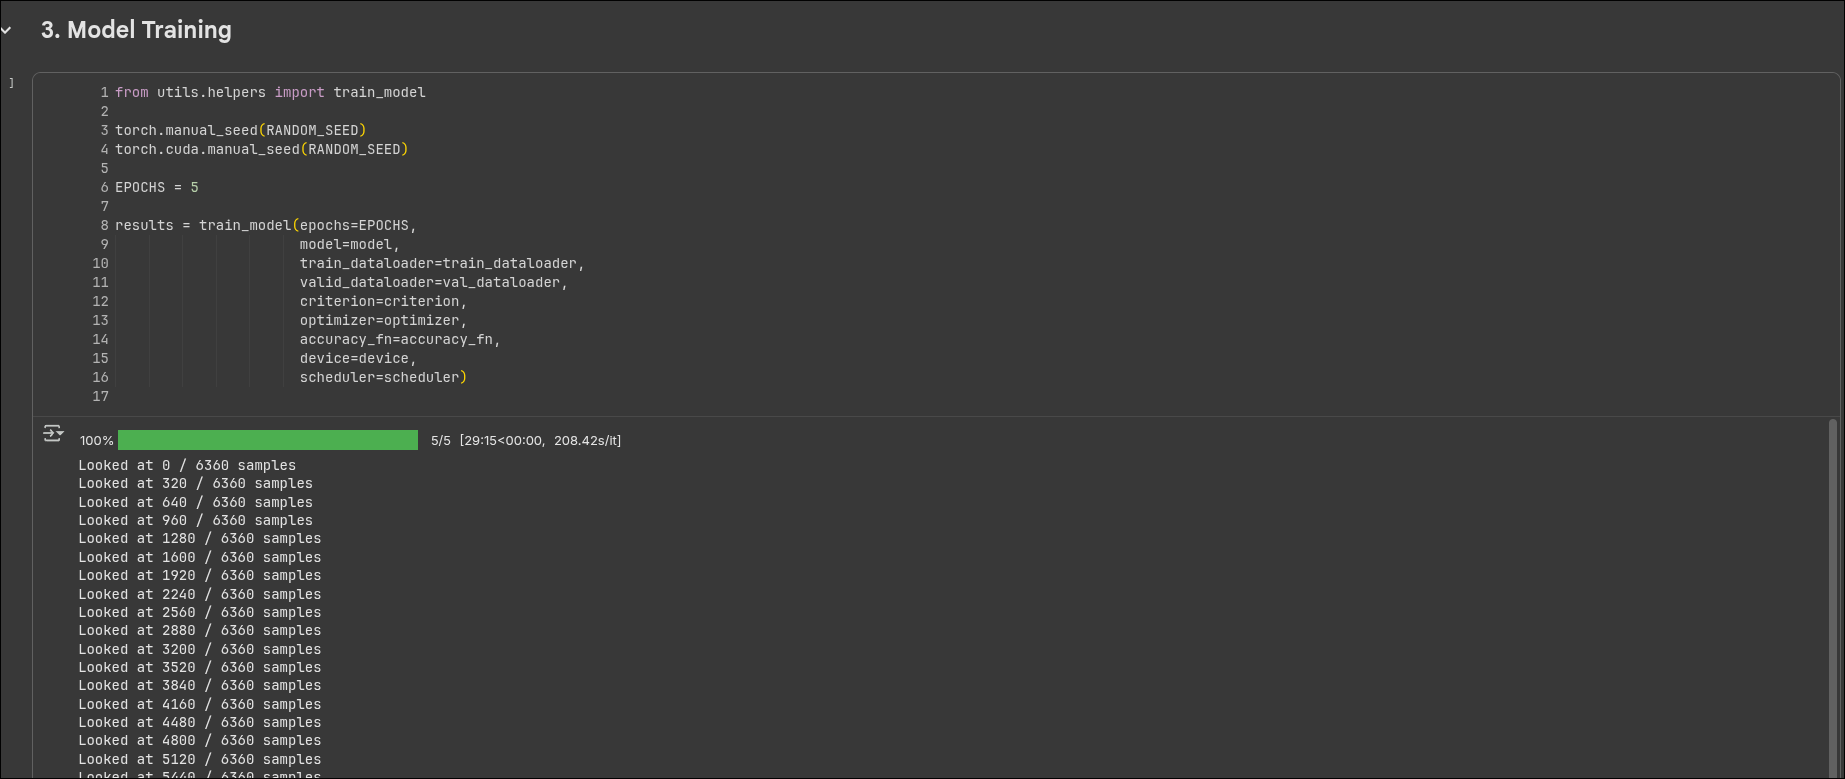 3. Model Training
]
1 from utils.helpers import train_model
2
3 torch.manual_seed(RANDOM_SEED)
4 torch.cuda.manual_seed(RANDOM_SEED)
5
6 EPOCHS = 5
7
8 results = train_model(epochs=EPOCHS,
9 model=model,
10 train_dataloader=train_dataloader,
11 valid_dataloader=val_dataloader,
12 criterion=criterion,
13 optimizer=optimizer,
14 accuracy_fn=accuracy_fn,
15 device=device,
16 scheduler=scheduler)
17
100% 5/5 [29:15<00:00, 208.42s/it]
Looked at 0 / 6360 samples
Looked at 320 / 6360 samples
Looked at 640 / 6360 samples
Looked at 960 / 6360 samples
Looked at 1280 / 6360 samples
Looked at 1600 / 6360 samples
Looked at 1920 / 6360 samples
Looked at 2240 / 6360 samples
Looked at 2560 / 6360 samples
Looked at 2880 / 6360 samples
Looked at 3200 / 6360 samples
Looked at 3520 / 6360 samples
Looked at 3840 / 6360 samples
Looked at 4160 / 6360 samples
Looked at 4480 / 6360 samples
Looked at 4800 / 6360 samples
Looked at 5120 / 6360 samples
Looked at 5440 / 6360 samples